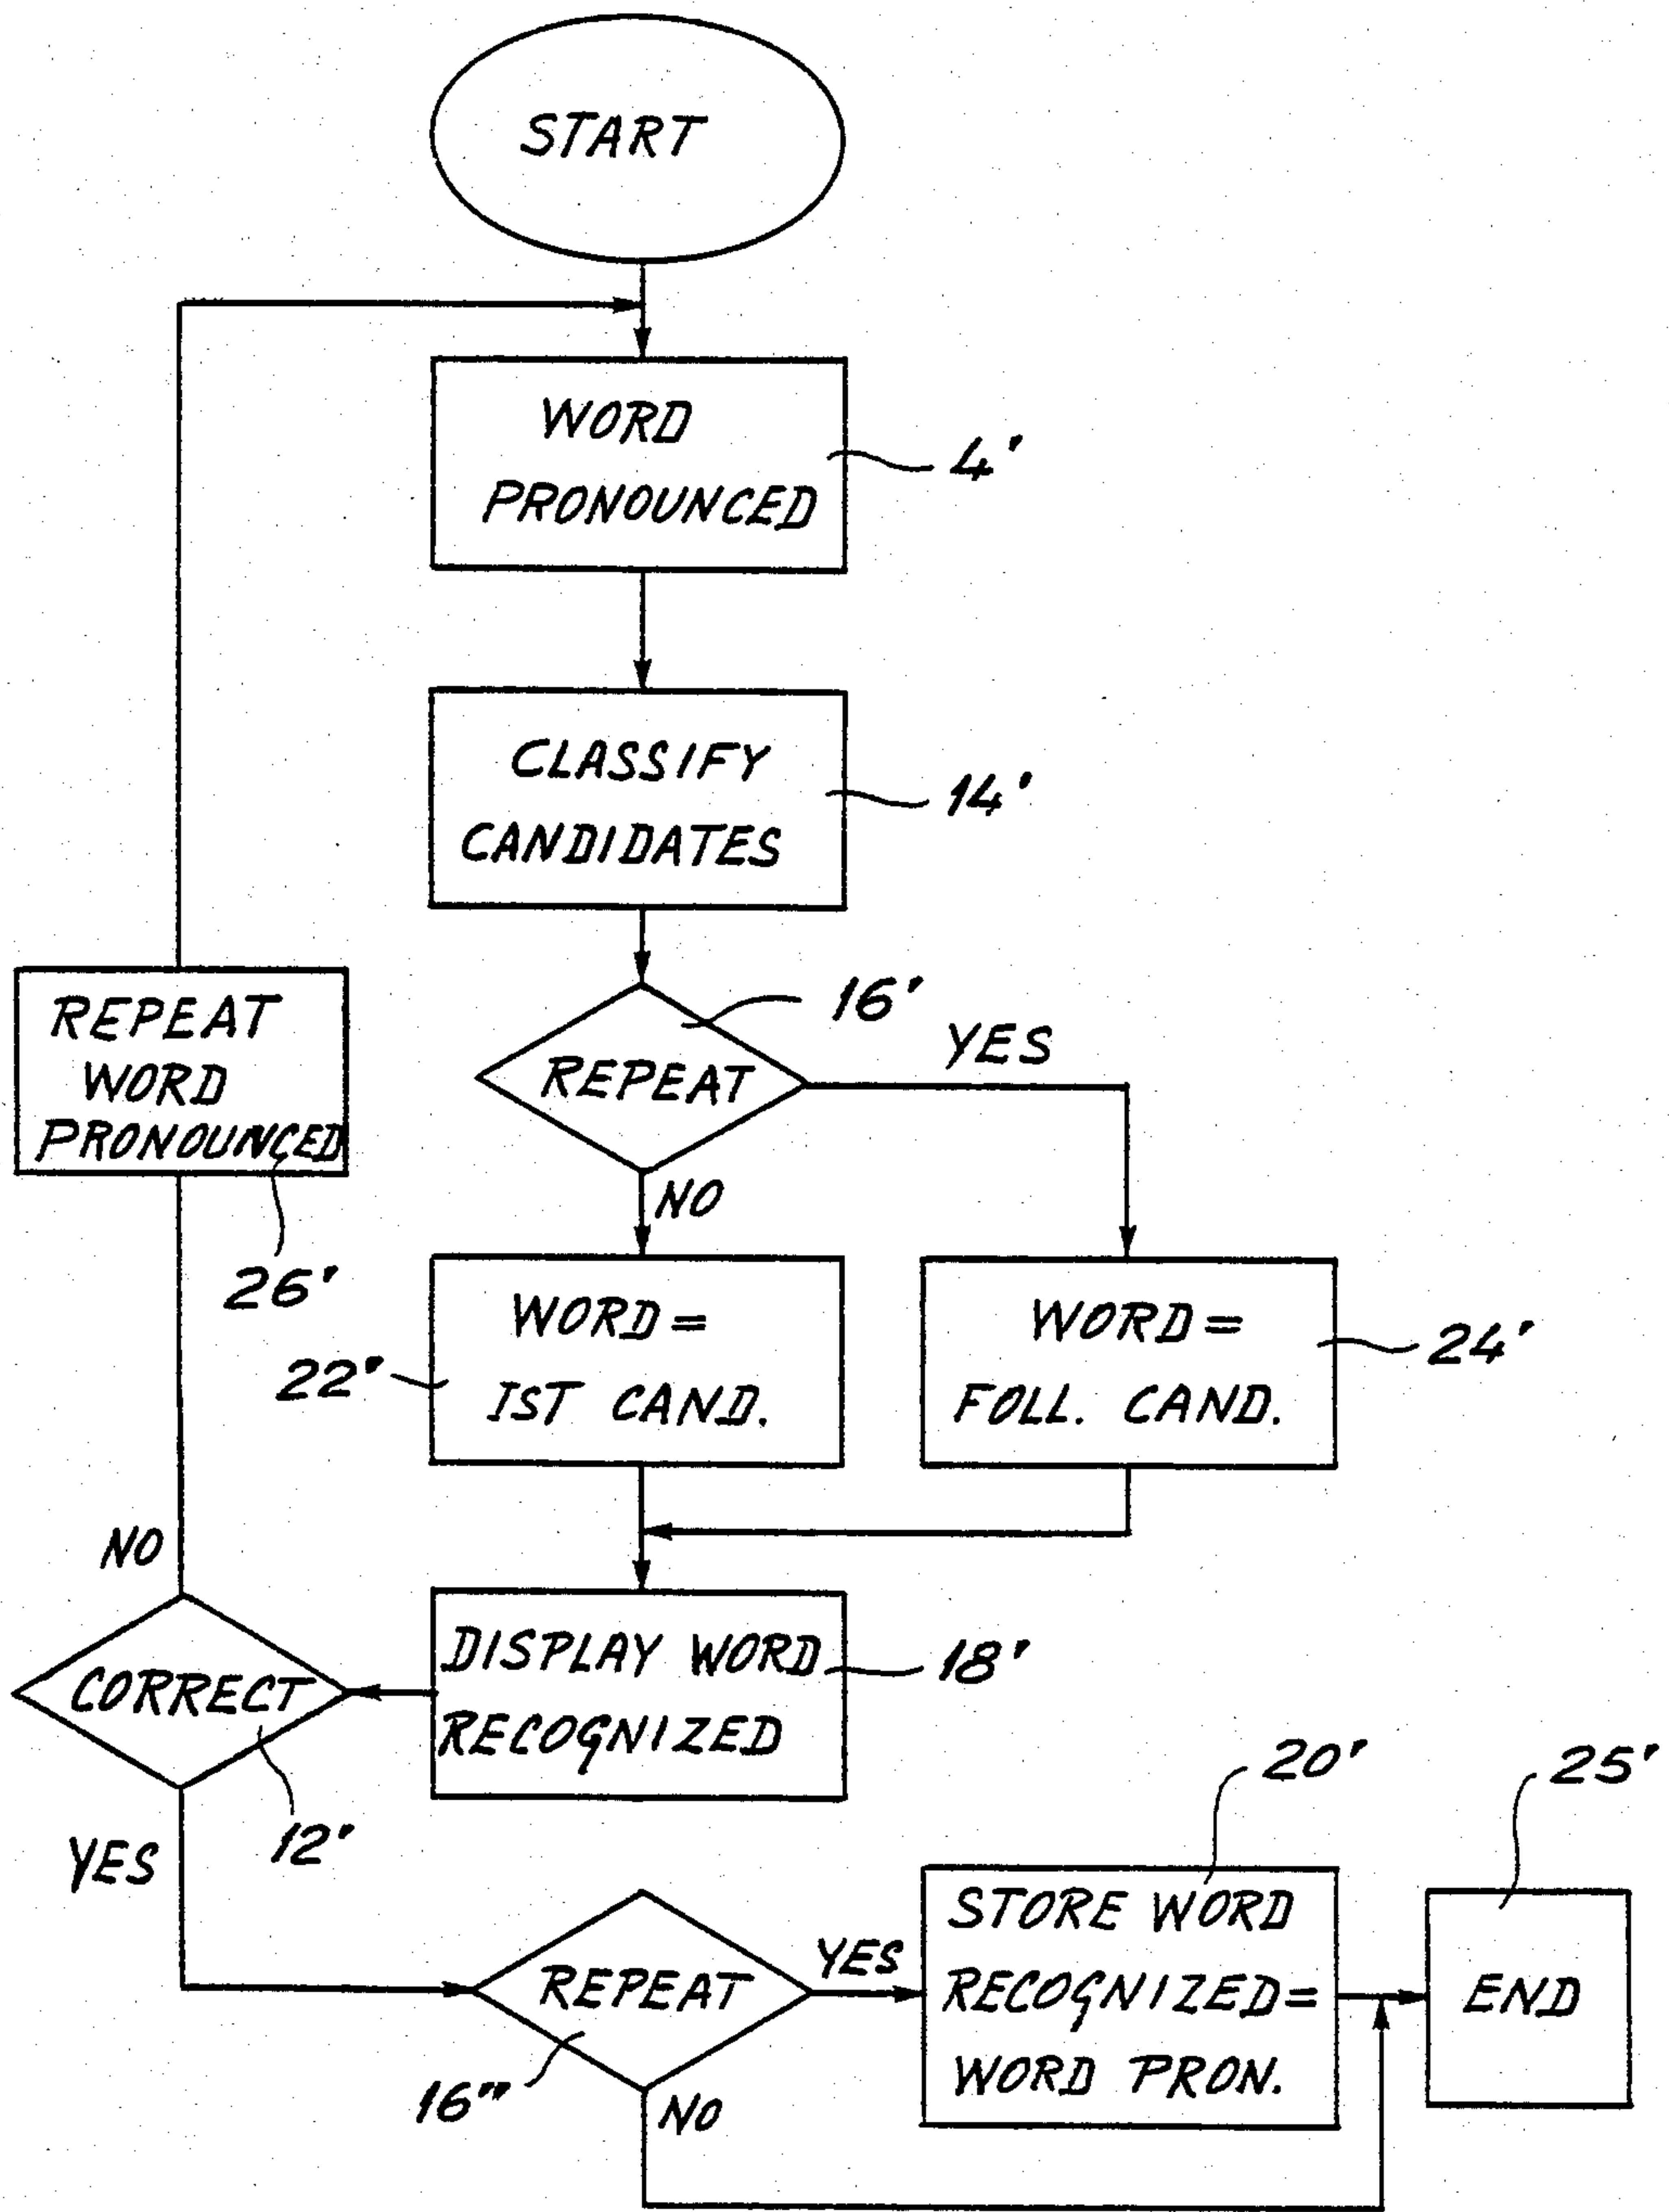 START
WORD
PRONOUNCED
4'
CLASSIFY
CANDIDATES
14'
REPEAT
WORD
PRONOUNCED
26'
16'
REPEAT
YES
NO
WORD =
IST CAND.
22'
WORD =
FOLL. CAND.
24'
NO
CORRECT
12'
YES
DISPLAY WORD
RECOGNIZED
18'
REPEAT
16"
YES
NO
STORE WORD
RECOGNIZED =
WORD PRON.
20'
END
25'